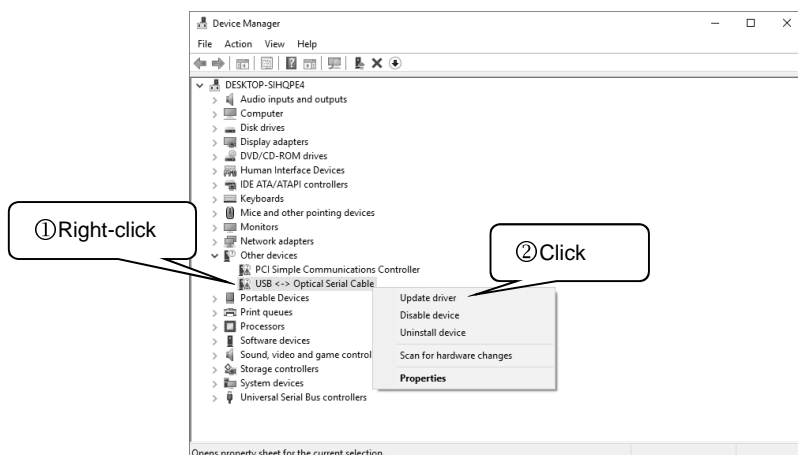 Device Manager
File Action View Help
DESKTOP-SIHQPE4
Audio inputs and outputs
Computer
Disk drives
Display adapters
DVD/CD-ROM drives
Human Interface Devices
IDE ATA/ATAPI controllers
Keyboards
Mice and other pointing devices
①Right-click
Monitors
Network adapters
Other devices
②Click
PCI Simple Communications Controller
USB <-> Optical Serial Cable
Portable Devices
Update driver
Print queues
Disable device
Processors
Uninstall device
Software devices
Sound, video and game control
Scan for hardware changes
Storage controllers
System devices
Properties
Universal Serial Bus controllers
Opens property sheet for the current selection.